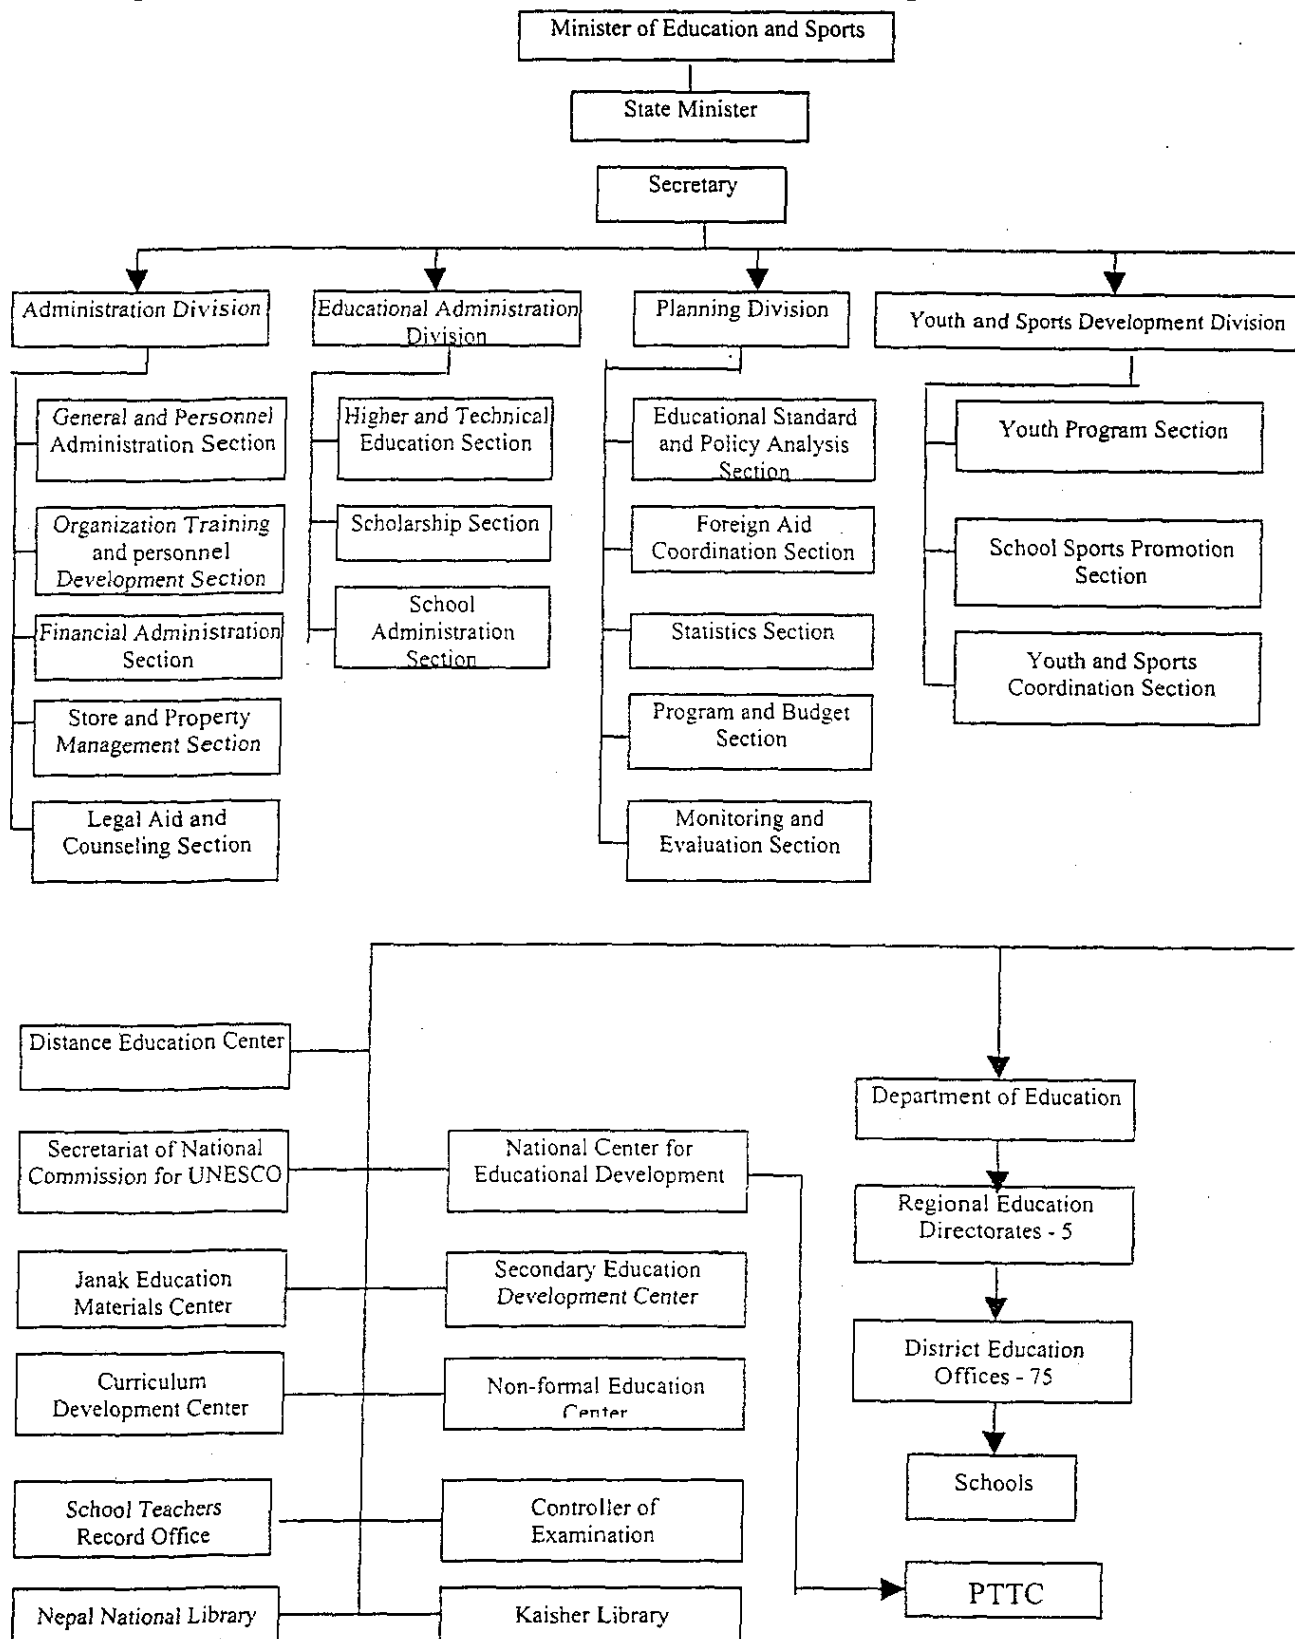 Minister of Education and Sports
State Minister
Secretary
Administration Division
Educational Administration
Division
Planning Division
Youth and Sports Development Division
General and Personnel
Administration Section
Organization Training
and personnel
Development Section
Financial Administration
Section
Store and Property
Management Section
Legal Aid and
Counseling Section
Higher and Technical
Education Section
Scholarship Section
School
Administration
Section
Educational Standard
and Policy Analysis
Section
Foreign Aid
Coordination Section
Statistics Section
Program and Budget
Section
Monitoring and
Evaluation Section
Youth Program Section
School Sports Promotion
Section
Youth and Sports
Coordination Section
Distance Education Center
Secretariat of National
Commission for UNESCO
Janak Education
Materials Center
Curriculum
Development Center
School Teachers
Record Office
Nepal National Library
National Center for
Educational Development
Secondary Education
Development Center
Non-formal Education
Center
Controller of
Examination
Kaisher Library
Department of Education
Regional Education
Directorates - 5
District Education
Offices - 75
Schools
PTTC